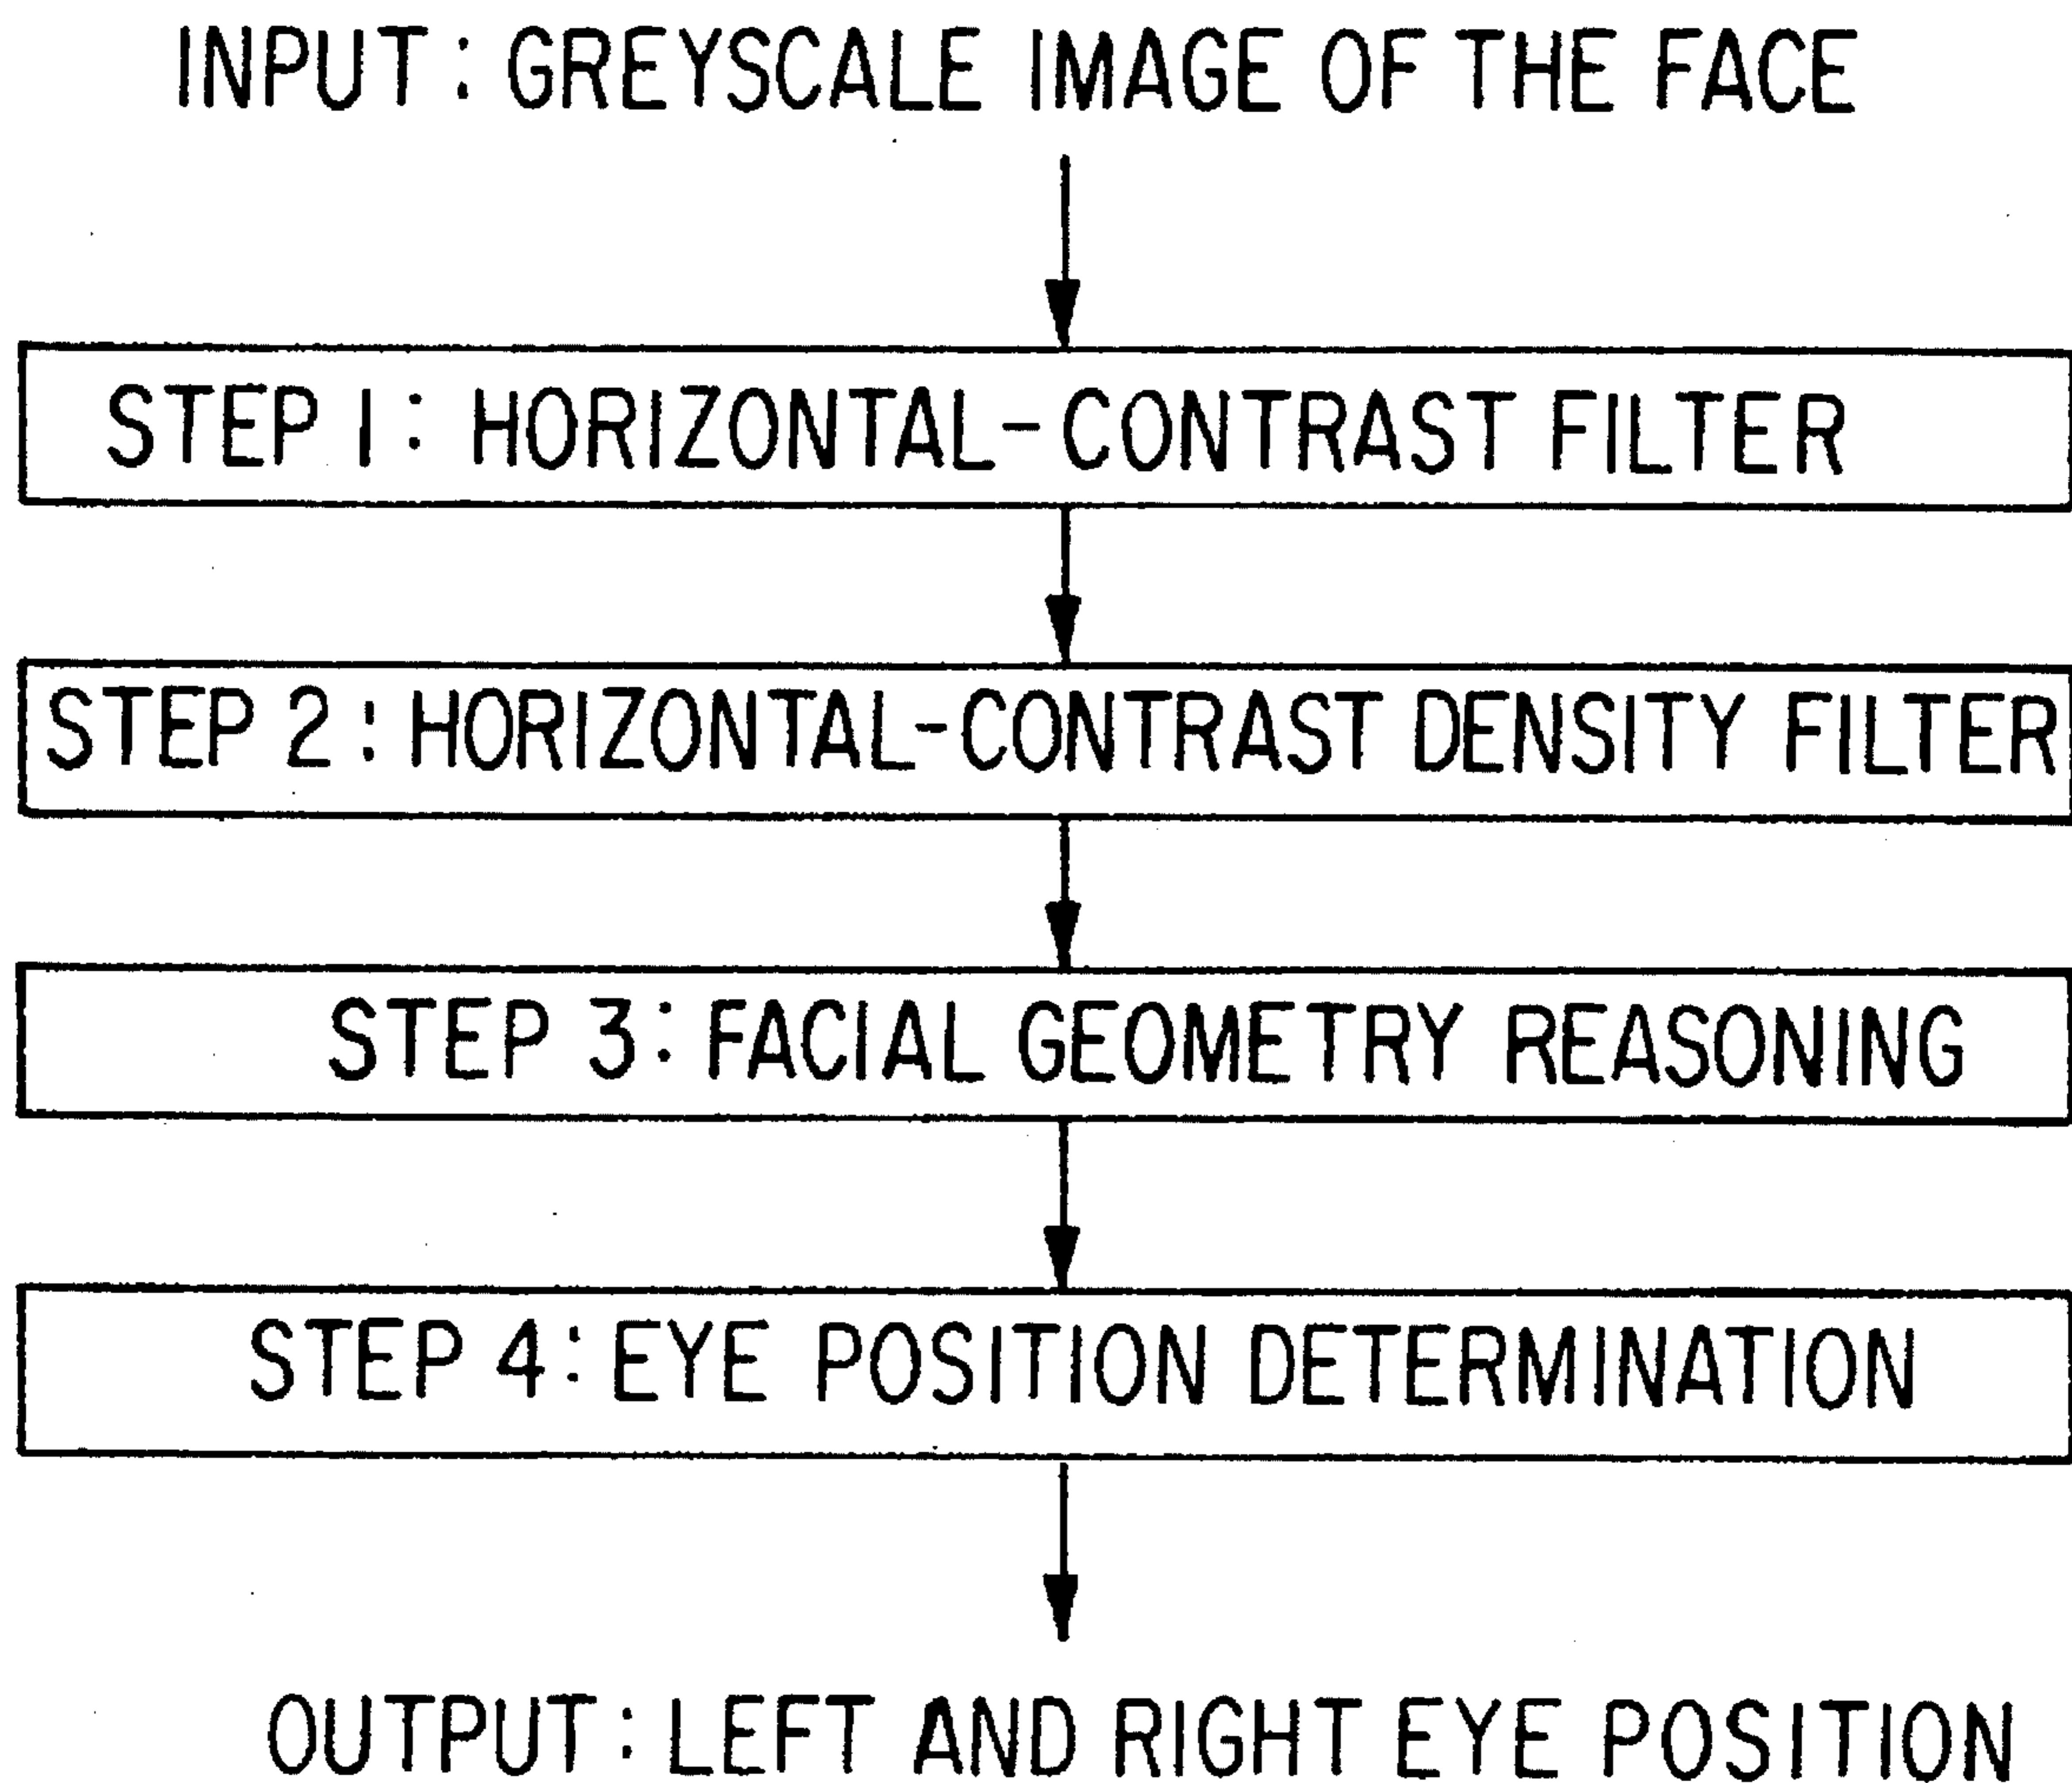 INPUT: GREYSCALE IMAGE OF THE FACE
STEP 1: HORIZONTAL-CONTRAST FILTER
STEP 2: HORIZONTAL-CONTRAST DENSITY FILTER
STEP 3: FACIAL GEOMETRY REASONING
STEP 4: EYE POSITION DETERMINATION
OUTPUT: LEFT AND RIGHT EYE POSITION